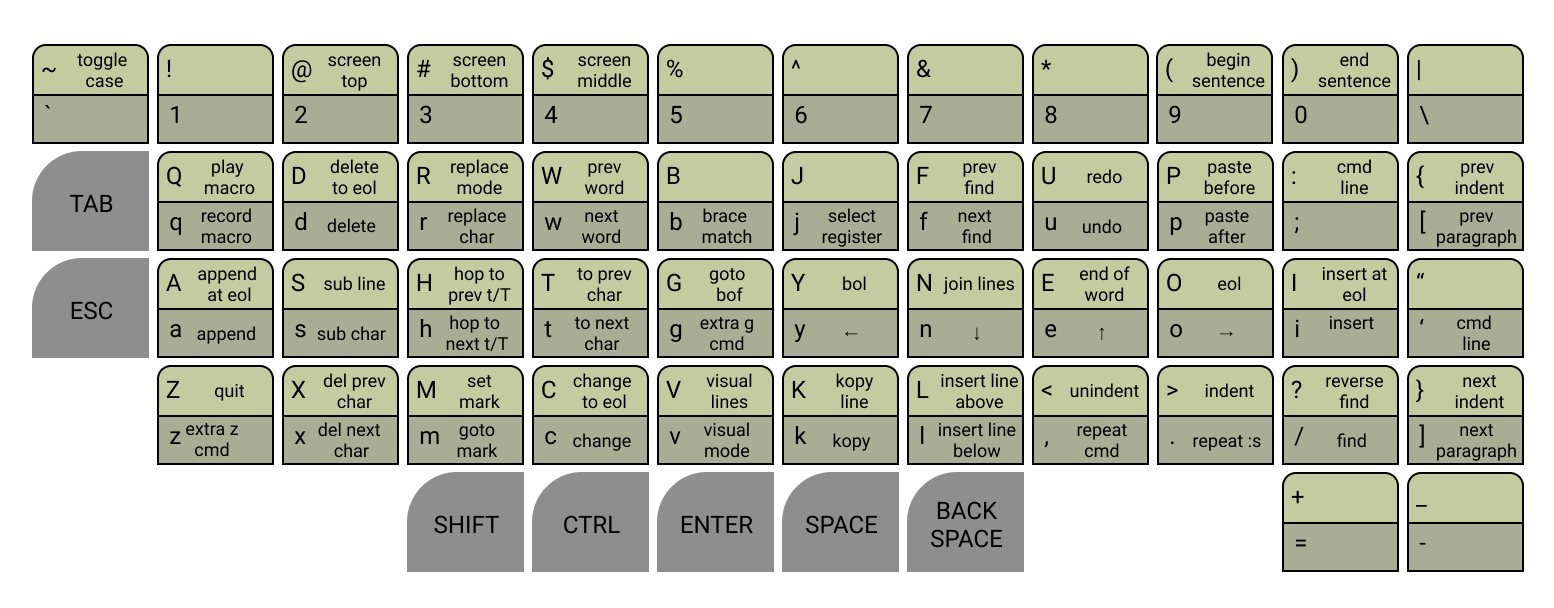 ~ toggle case ! @ screen top # screen bottom $ screen middle % ^ & * ( begin sentence ) end sentence |
` 1 2 3 4 5 6 7 8 9 0 \
TAB Q play macro D delete to eol R replace mode W prev word B J F prev find U redo P paste before : cmd line { prev indent
q record macro d delete r replace char w next word b brace match j select register f next find u undo p paste after ; [ prev paragraph
ESC A append at eol S sub line H hop to prev t/T T to prev char G goto bof Y bol N join lines E end of word O eol I insert at eol “
a append s sub char h hop to next t/T t to next char g extra g cmd y ← n ↓ e ↑ o → i insert ‘ cmd line
Z quit X del prev char M set mark C change to eol V visual lines K kopy line L insert line above < unindent > indent ? reverse find } next indent
z extra z cmd x del next char m goto mark c change v visual mode k kopy l insert line below , repeat cmd . repeat :s / find ] next paragraph
SHIFT CTRL ENTER SPACE BACK SPACE + _
= -